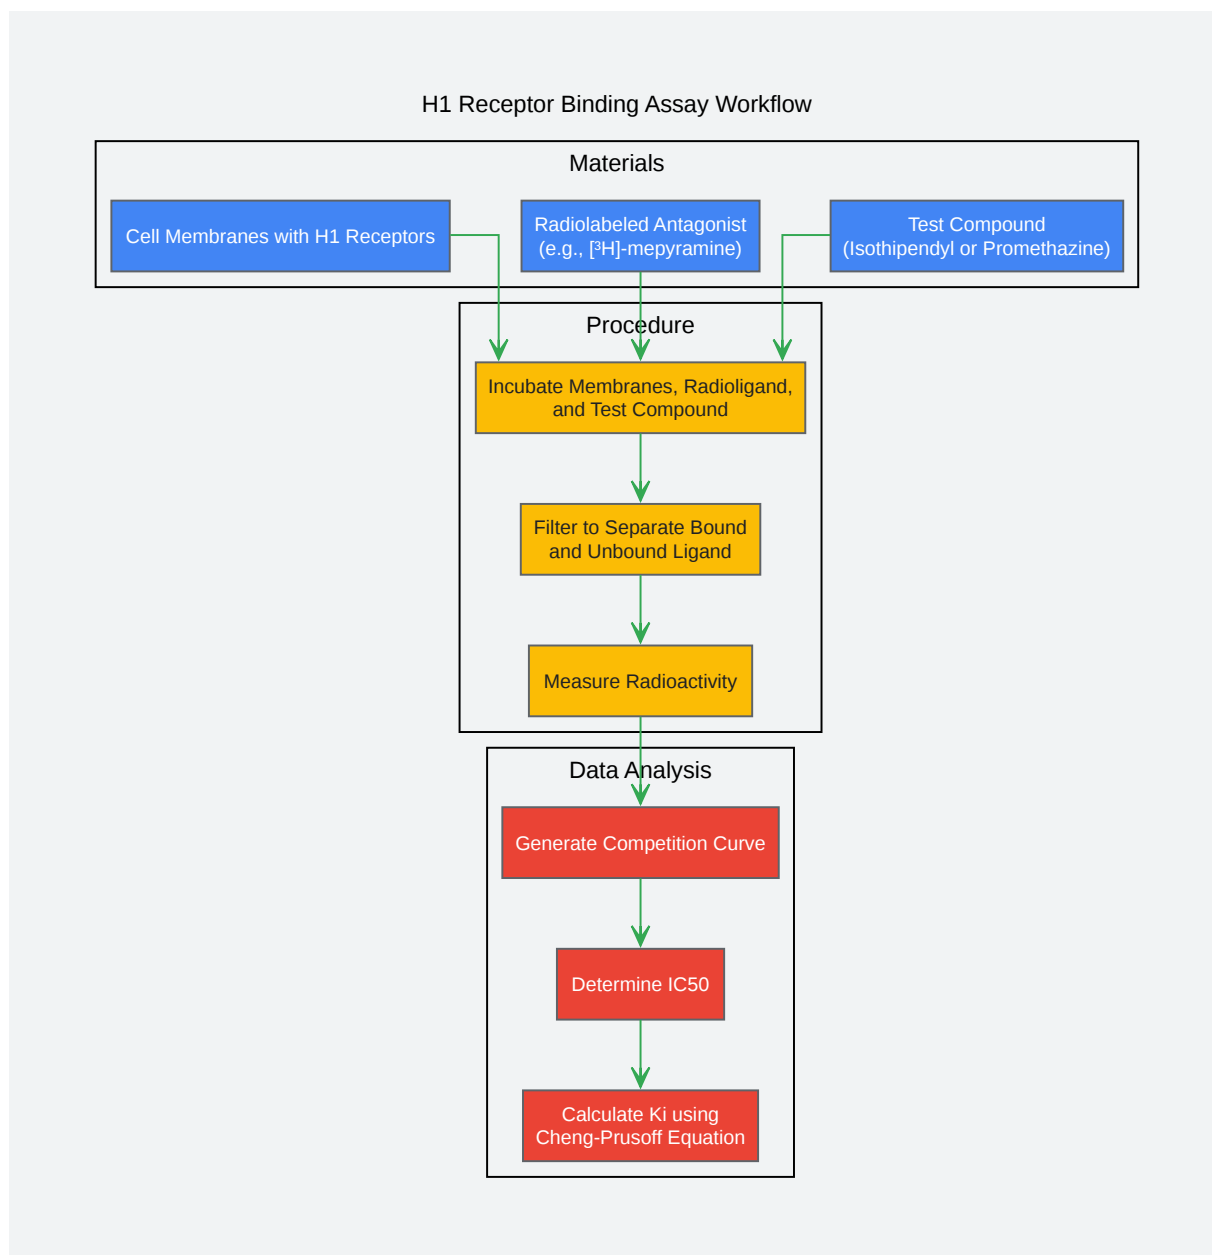 H1 Receptor Binding Assay Workflow
Materials
Cell Membranes with H1 Receptors
Radiolabeled Antagonist
(e.g., [³H]-mepyramine)
Test Compound
(Isothipendyl or Promethazine)
Procedure
Incubate Membranes, Radioligand,
and Test Compound
Filter to Separate Bound
and Unbound Ligand
Measure Radioactivity
Data Analysis
Generate Competition Curve
Determine IC50
Calculate Ki using
Cheng-Prusoff Equation